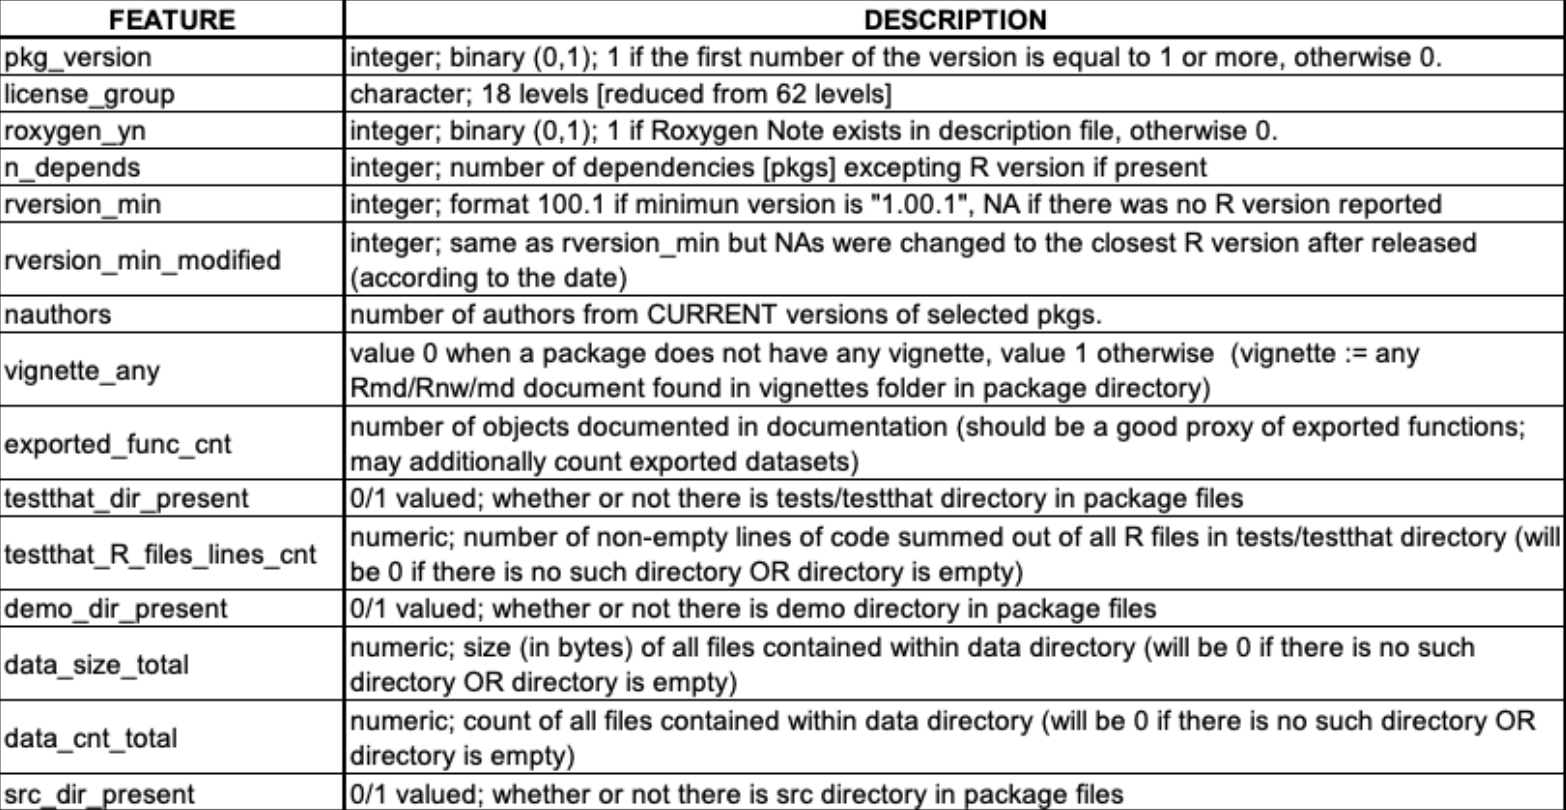 FEATURE DESCRIPTION
pkg_version integer; binary (0,1); 1 if the first number of the version is equal to 1 or more, otherwise 0.
license_group character; 18 levels [reduced from 62 levels]
roxygen_yn integer; binary (0,1); 1 if Roxygen Note exists in description file, otherwise 0.
n_depends integer; number of dependencies [pkgs] excepting R version if present
rversion_min integer; format 100.1 if minimun version is "1.00.1", NA if there was no R version reported
rversion_min_modified integer; same as rversion_min but NAs were changed to the closest R version after released
(according to the date)
nauthors number of authors from CURRENT versions of selected pkgs.
vignette_any value 0 when a package does not have any vignette, value 1 otherwise (vignette := any
Rmd/Rnw/md document found in vignettes folder in package directory)
exported_func_cnt number of objects documented in documentation (should be a good proxy of exported functions;
may additionally count exported datasets)
testthat_dir_present 0/1 valued; whether or not there is tests/testthat directory in package files
testthat_R_files_lines_cnt numeric; number of non-empty lines of code summed out of all R files in tests/testthat directory (will
be 0 if there is no such directory OR directory is empty)
demo_dir_present 0/1 valued; whether or not there is demo directory in package files
data_size_total numeric; size (in bytes) of all files contained within data directory (will be 0 if there is no such
directory OR directory is empty)
data_cnt_total numeric; count of all files contained within data directory (will be 0 if there is no such directory OR
directory is empty)
src_dir_present 0/1 valued; whether or not there is src directory in package files